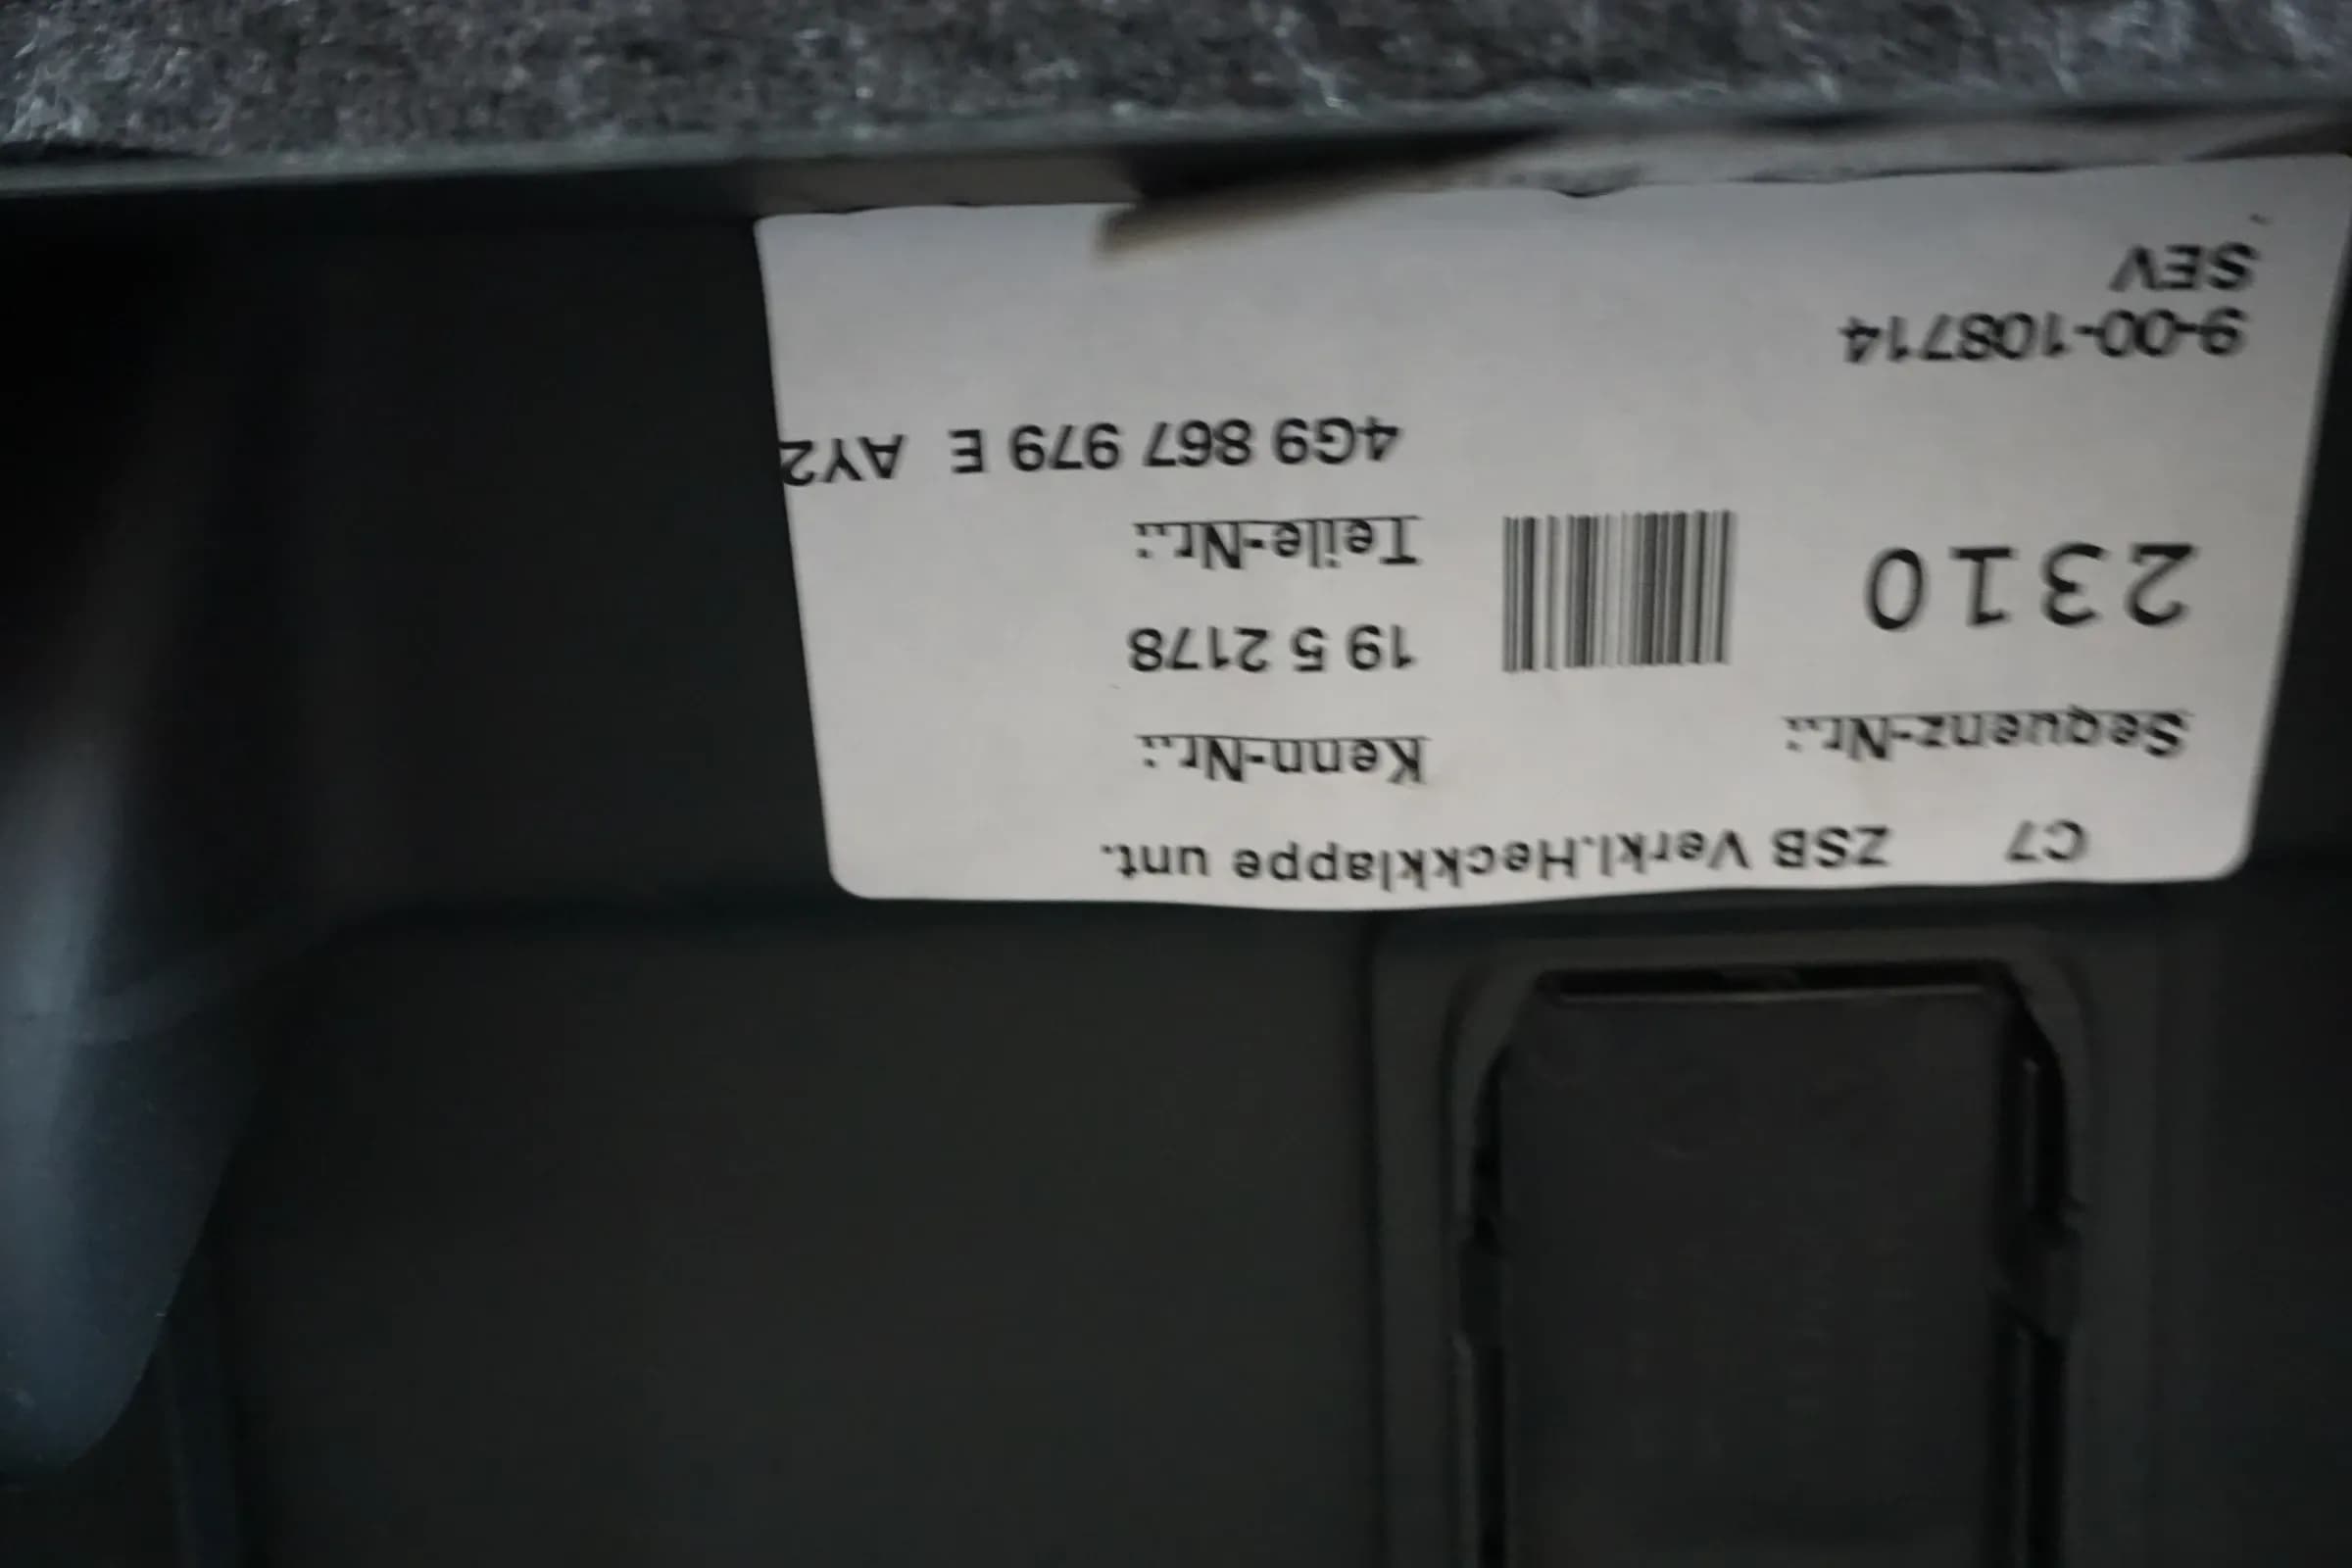 C7 ZSB Verkl.Heckklappe unt.
Sequenz-Nr.: Kenn-Nr.:
2310 19 5 2178
Teile-Nr.:
4G9 867 979 E AY2
9-00-108714
SEV